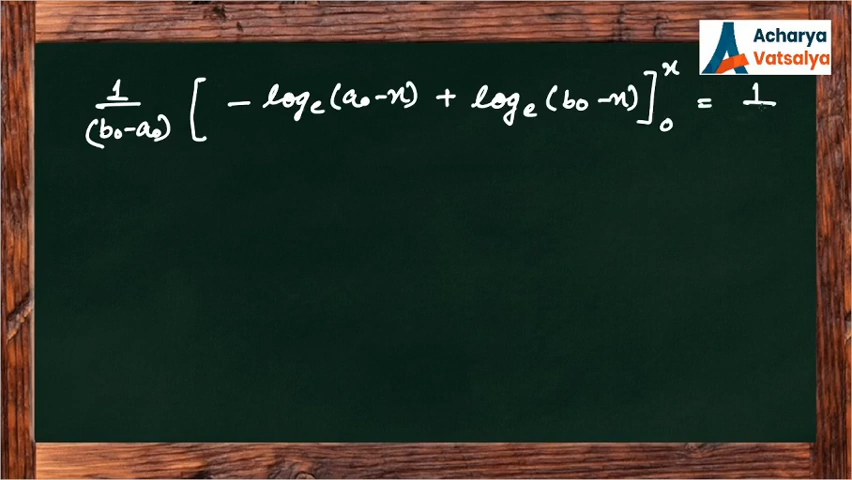 Acharya
Vatsalya
1/(b₀-a₀) [ - logₑ(a₀-x) + logₑ(b₀-x) ]₀ˣ = 1